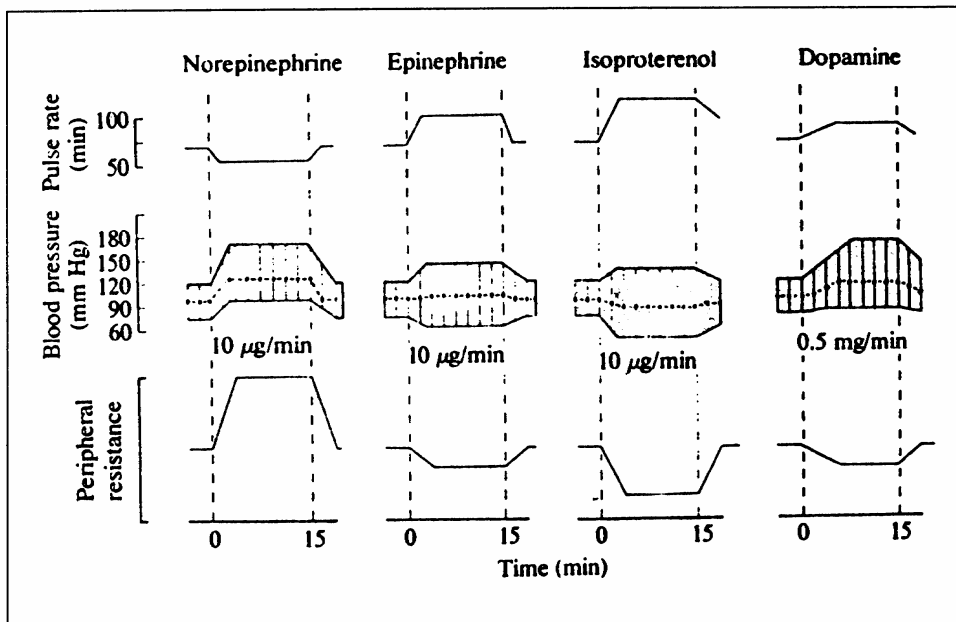 Norepinephrine Epinephrine Isoproterenol Dopamine
Pulse rate
(min)
100
50
Blood pressure
(mm Hg)
180
150
120
90
60
10 μg/min 10 μg/min 10 μg/min 0.5 mg/min
Peripheral
resistance
0 15 0 15 0 15 0 15
Time (min)